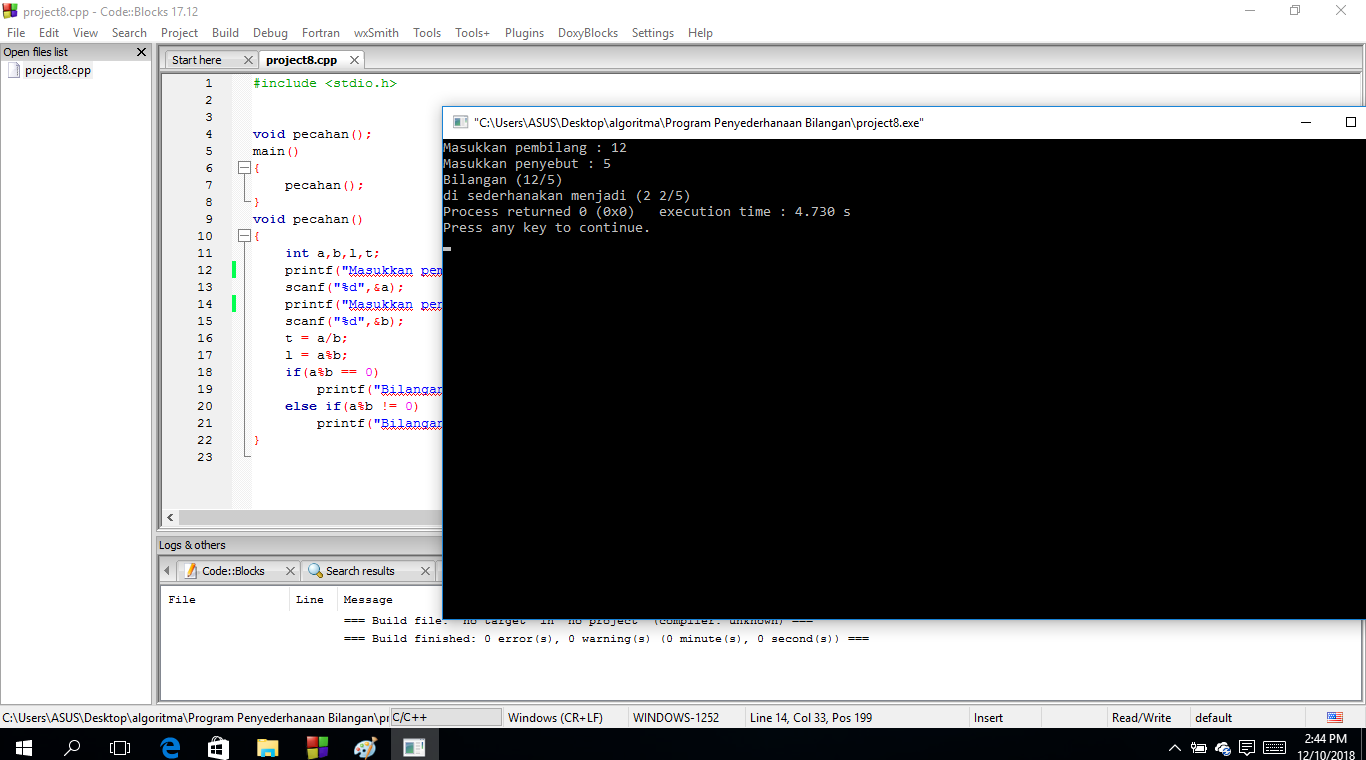 project8.cpp - Code::Blocks 17.12
File Edit View Search Project Build Debug Fortran wxSmith Tools Tools+ Plugins DoxyBlocks Settings Help
Open files list
project8.cpp
Start here project8.cpp
1 #include <stdio.h>
2
3
4 void pecahan();
5 main()
6 {
7 pecahan();
8 }
9 void pecahan()
10 {
11 int a,b,l,t;
12 printf("Masukkan pem
13 scanf("%d",&a);
14 printf("Masukkan pen
15 scanf("%d",&b);
16 t = a/b;
17 l = a%b;
18 if(a%b == 0)
19 printf("Bilangan
20 else if(a%b != 0)
21 printf("Bilangan
22 }
23
"C:\Users\ASUS\Desktop\algoritma\Program Penyederhanaan Bilangan\project8.exe"
Masukkan pembilang : 12
Masukkan penyebut : 5
Bilangan (12/5)
di sederhanakan menjadi (2 2/5)
Process returned 0 (0x0) execution time : 4.730 s
Press any key to continue.
Logs & others
Code::Blocks Search results
File Line Message
=== Build file: "no target" in "no project" (compiler: unknown) ===
=== Build finished: 0 error(s), 0 warning(s) (0 minute(s), 0 second(s)) ===
C:\Users\ASUS\Desktop\algoritma\Program Penyederhanaan Bilangan\pr C/C++ Windows (CR+LF) WINDOWS-1252 Line 14, Col 33, Pos 199 Insert Read/Write default
2:44 PM
12/10/2018